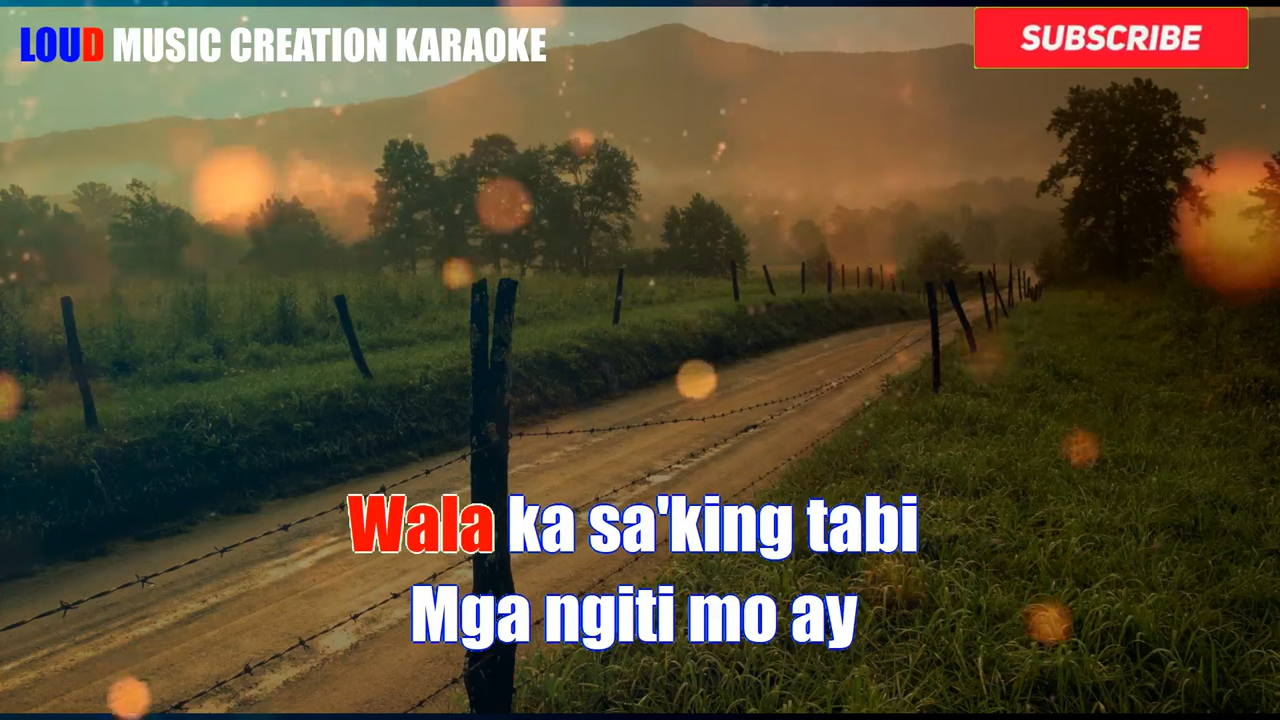 LOUD MUSIC CREATION KARAOKE
SUBSCRIBE
Wala ka sa'king tabi
Mga ngiti mo ay